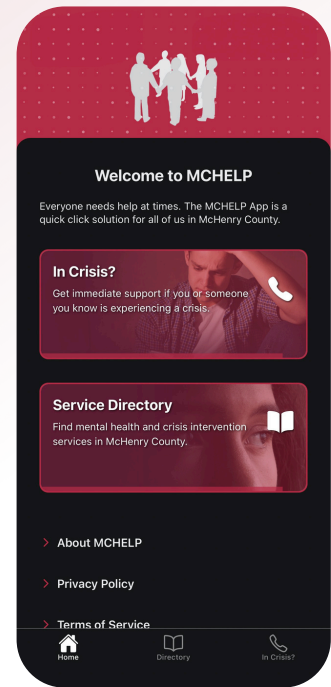 Welcome to MCHELP
Everyone needs help at times. The MCHELP App is a
quick click solution for all of us in McHenry County.
In Crisis?
Get immediate support if you or someone
you know is experiencing a crisis.
Service Directory
Find mental health and crisis intervention
services in McHenry County.
About MCHELP
Privacy Policy
Terms of Service
Home
Directory
In Crisis?